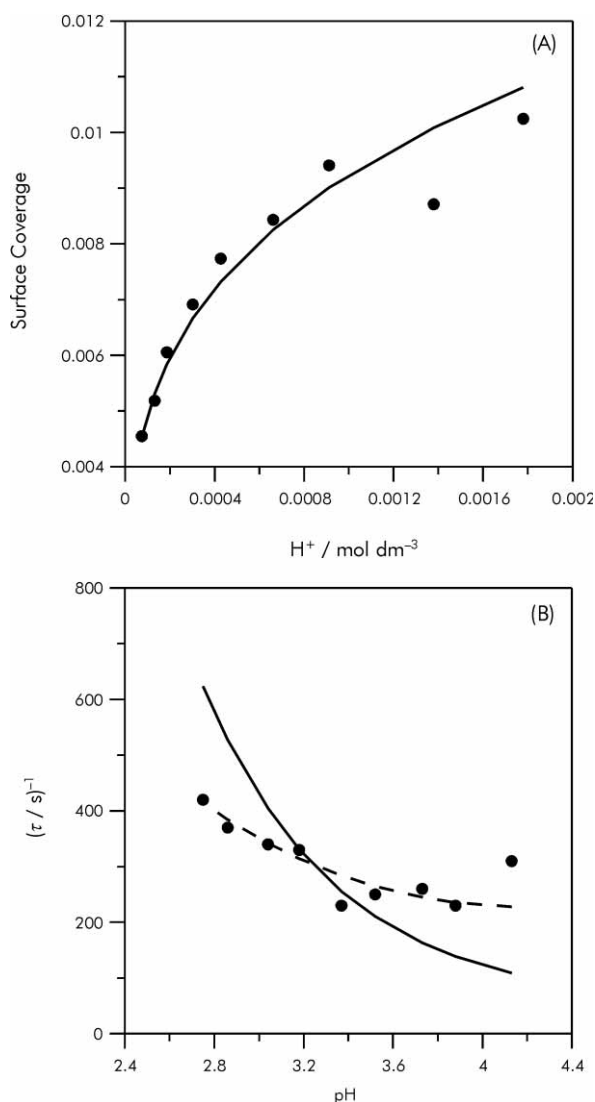 (A)
Surface Coverage
0.012
0.01
0.008
0.006
0.004
0 0.0004 0.0008 0.0012 0.0016 0.002
H⁺ / mol dm⁻³
(B)
(τ / s)⁻¹
800
600
400
200
0
2.4 2.8 3.2 3.6 4 4.4
pH